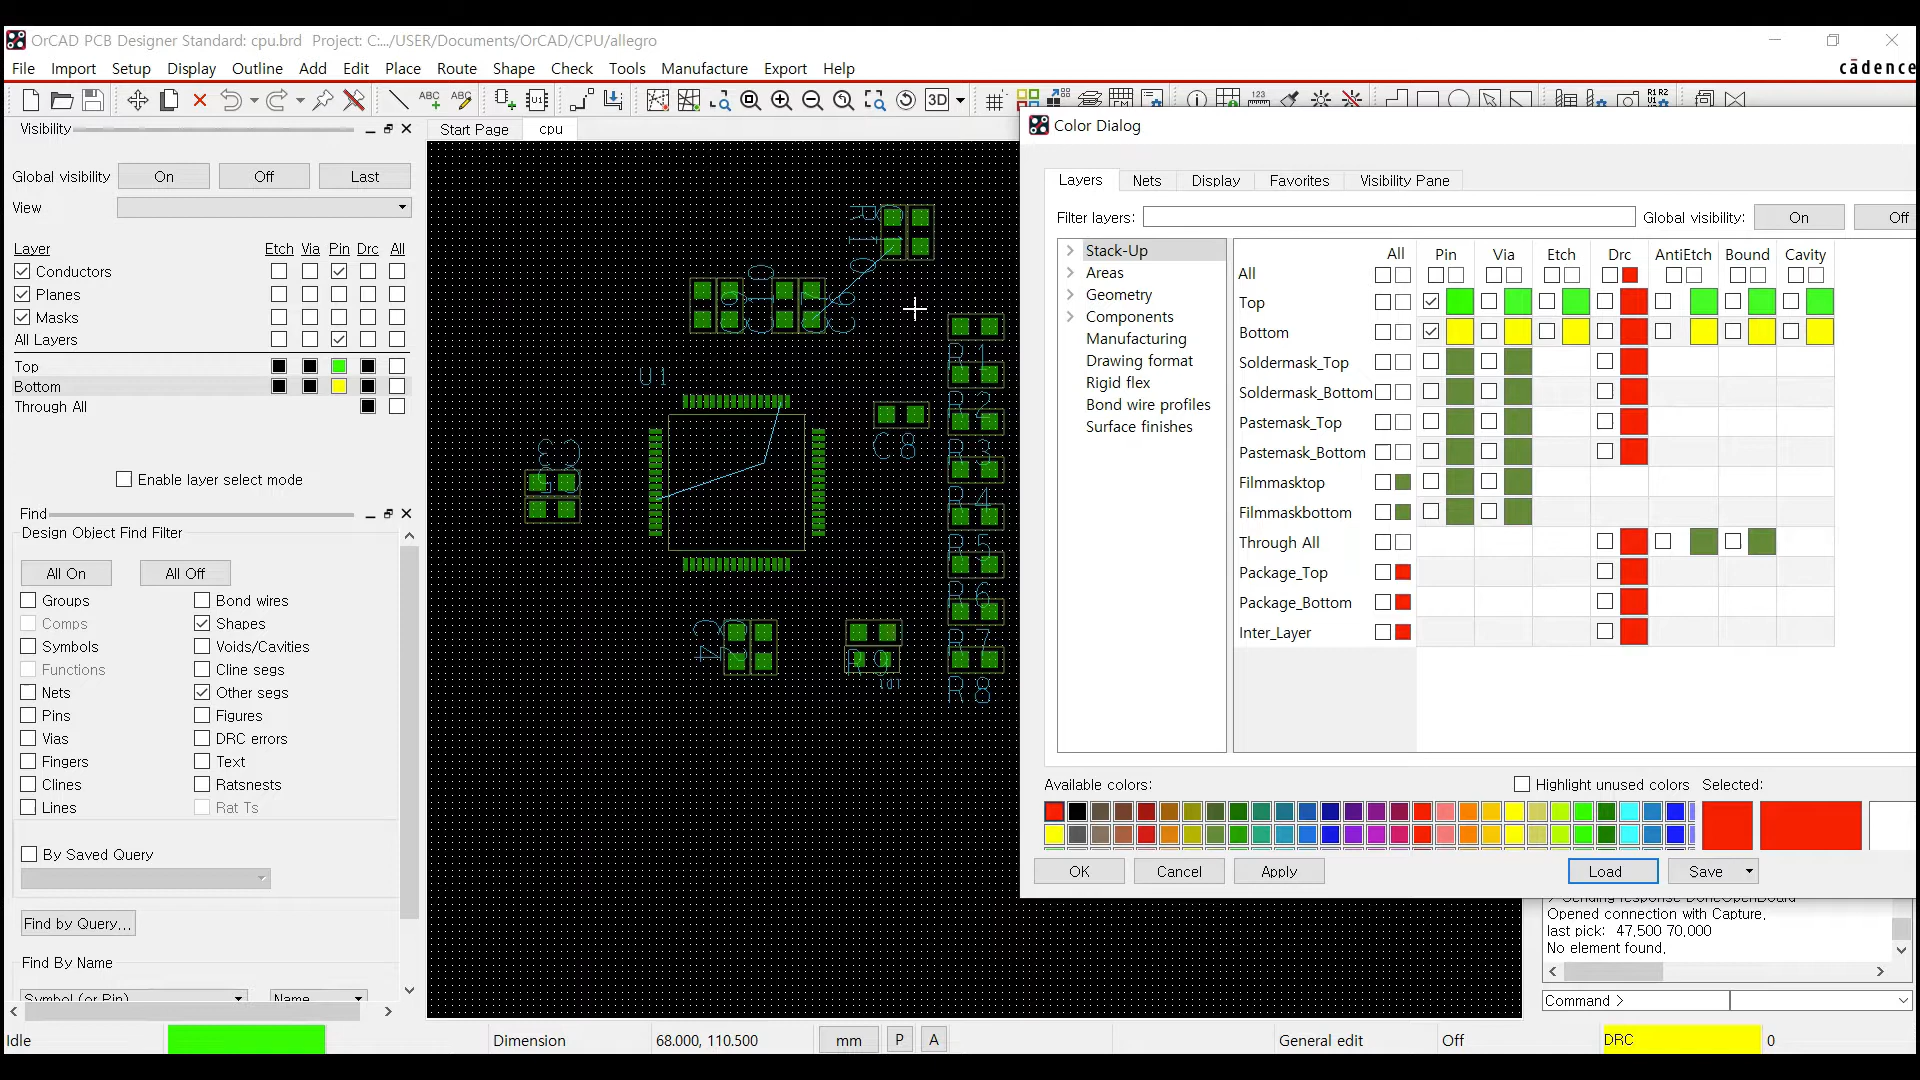 OrCAD PCB Designer Standard: cpu.brd Project: C:.../USER/Documents/OrCAD/CPU/allegro
File Import Setup Display Outline Add Edit Place Route Shape Check Tools Manufacture Export Help
cādence
3D
Visibility
Start Page cpu
Global visibility On Off Last
View
Layer Etch Via Pin Drc All
Conductors
Planes
Masks
All Layers
Top
Bottom
Through All
Enable layer select mode
Find
Design Object Find Filter
All On All Off
Groups Bond wires
Comps Shapes
Symbols Voids/Cavities
Functions Cline segs
Nets Other segs
Pins Figures
Vias DRC errors
Fingers Text
Clines Ratsnests
Lines Rat Ts
By Saved Query
Find by Query...
Find By Name
Symbol (or Pin) Name
U1
C8
R1
R2
R3
R4
R5
R6
R7
R8
R9
Color Dialog
Layers Nets Display Favorites Visibility Pane
Filter layers: Global visibility: On Off
Stack-Up
Areas
Geometry
Components
Manufacturing
Drawing format
Rigid flex
Bond wire profiles
Surface finishes
All Pin Via Etch Drc AntiEtch Bound Cavity
All
Top
Bottom
Soldermask_Top
Soldermask_Bottom
Pastemask_Top
Pastemask_Bottom
Filmmasktop
Filmmaskbottom
Through All
Package_Top
Package_Bottom
Inter_Layer
Available colors: Highlight unused colors Selected:
OK Cancel Apply Load Save
Opened connection with Capture.
last pick: 47.500 70.000
No element found.
Command >
Idle Dimension 68.000, 110.500 mm P A General edit Off DRC 0